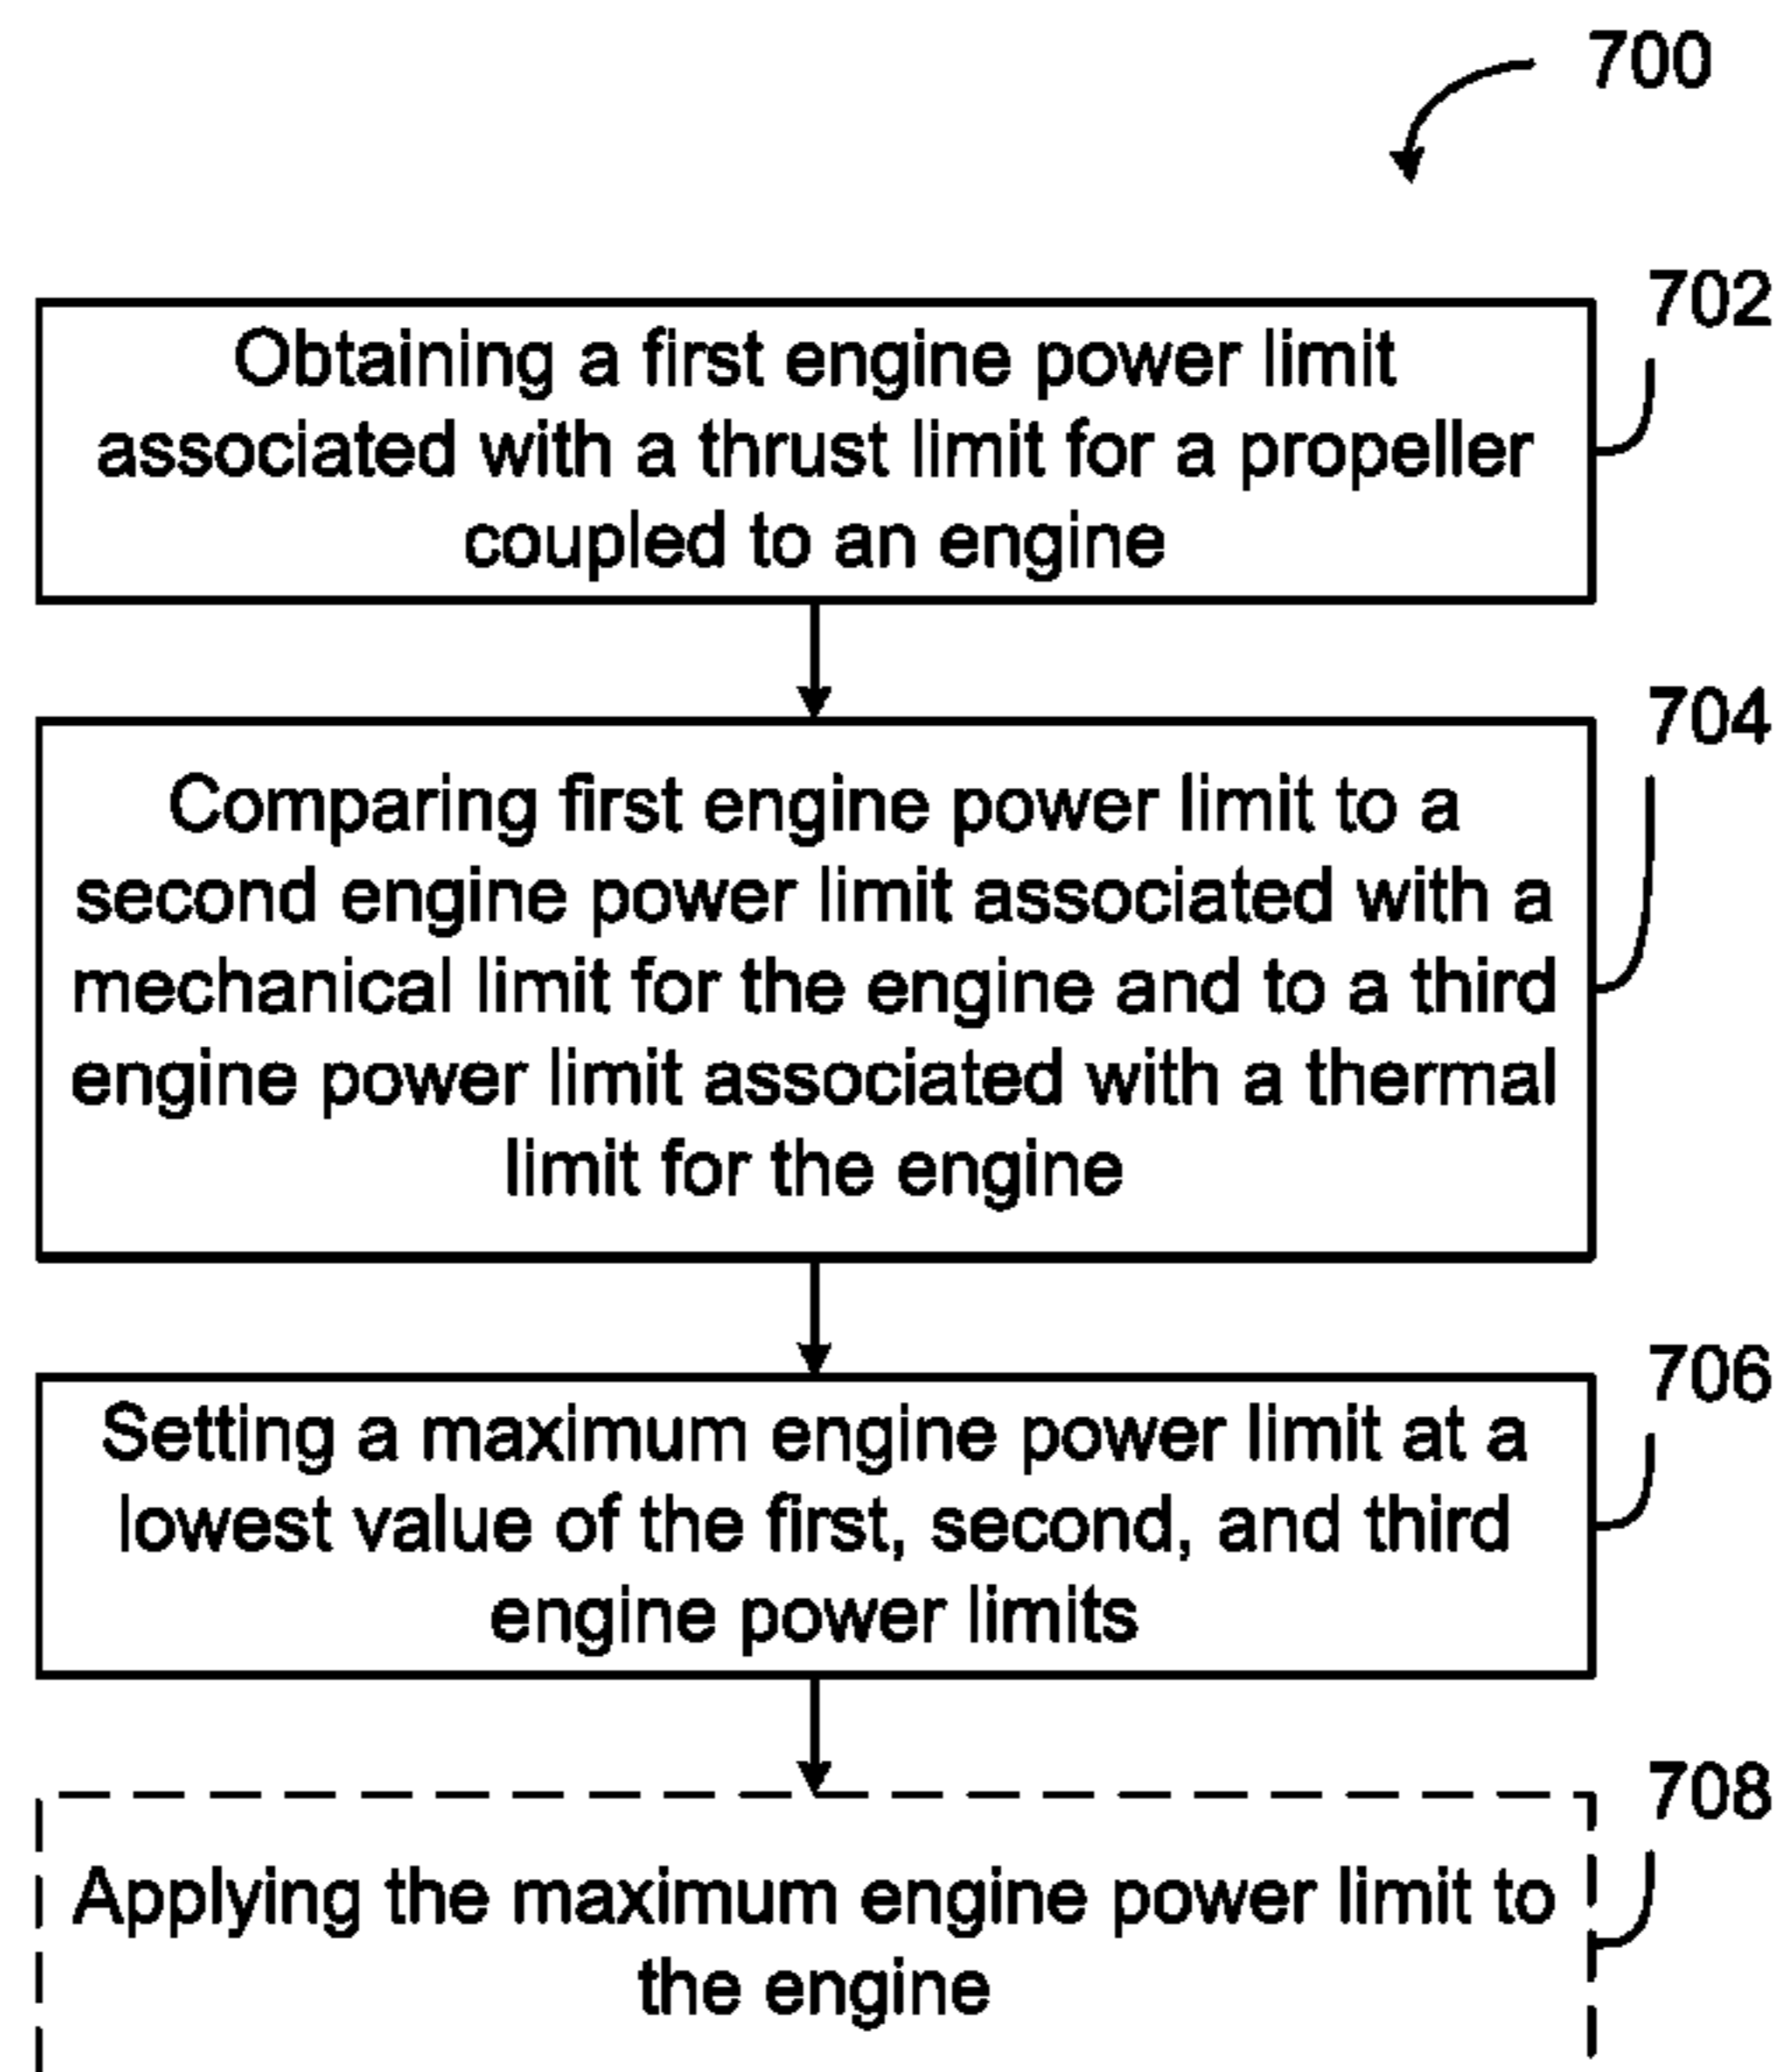 700
702
Obtaining a first engine power limit
associated with a thrust limit for a propeller
coupled to an engine
704
Comparing first engine power limit to a
second engine power limit associated with a
mechanical limit for the engine and to a third
engine power limit associated with a thermal
limit for the engine
706
Setting a maximum engine power limit at a
lowest value of the first, second, and third
engine power limits
708
Applying the maximum engine power limit to
the engine